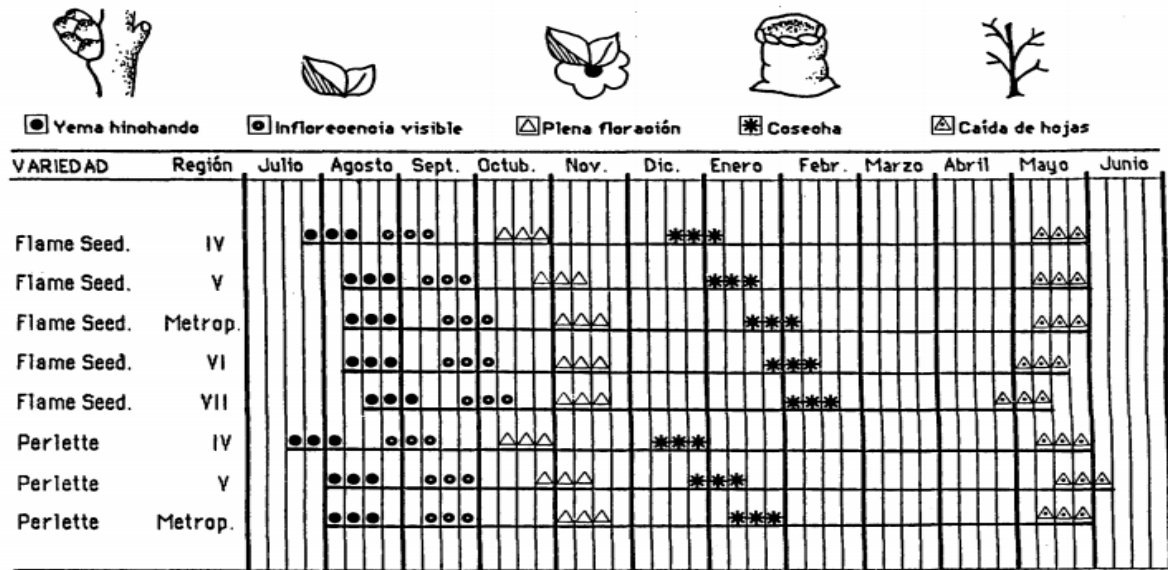 Yema hinchando Inflorecencia visible Plena floración Cosecha Caída de hojas
VARIEDAD Región Julio Agosto Sept. Octub. Nov. Dic. Enero Febr. Marzo Abril Mayo Junio
Flame Seed. IV
Flame Seed. V
Flame Seed. Metrop.
Flame Seed. VI
Flame Seed. VII
Perlette IV
Perlette V
Perlette Metrop.